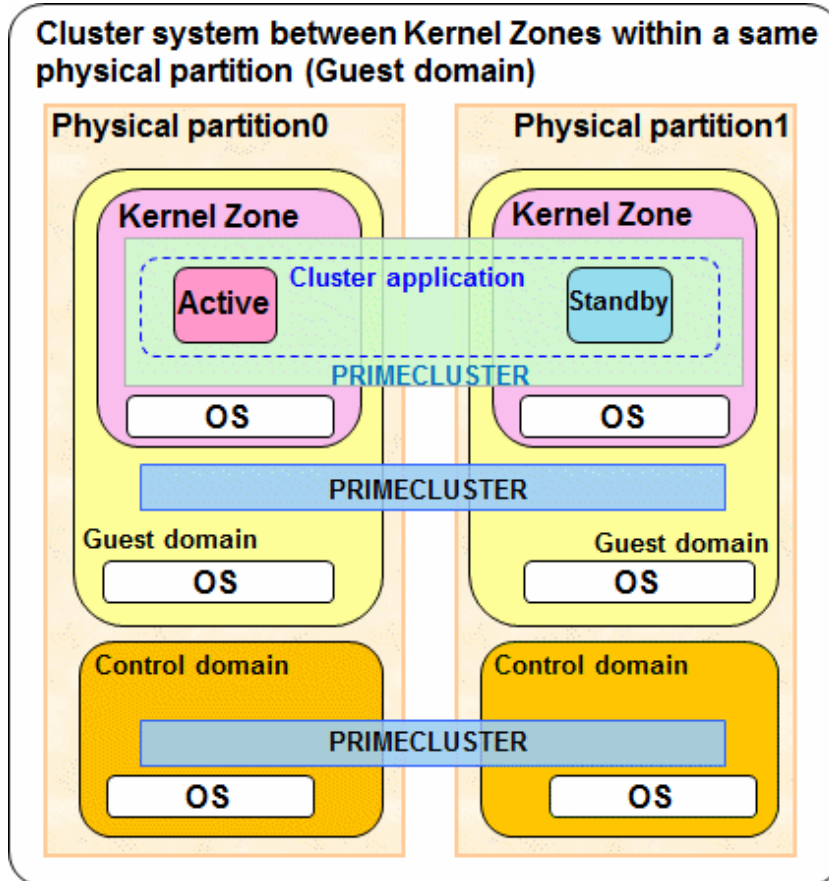 Cluster system between Kernel Zones within a same
physical partition (Guest domain)
Physical partition0
Physical partition1
Kernel Zone
Kernel Zone
Cluster application
Active
Standby
PRIMECLUSTER
OS
OS
PRIMECLUSTER
Guest domain
Guest domain
OS
OS
Control domain
Control domain
PRIMECLUSTER
OS
OS